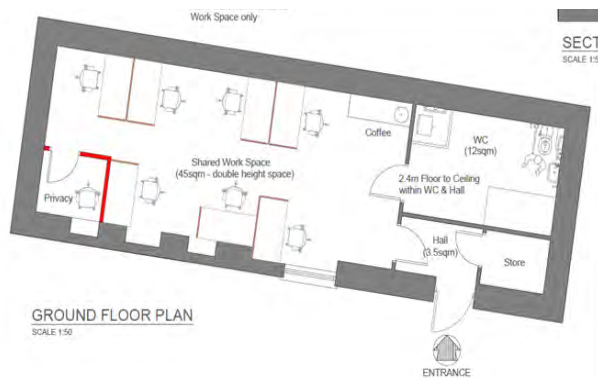 Work Space only
SECT
SCALE 1:5
Coffee
WC
(12sqm)
Shared Work Space
(45sqm - double height space)
2.4m Floor to Ceiling
within WC & Hall
Privacy
Hall
(3.5sqm)
Store
GROUND FLOOR PLAN
SCALE 1:50
ENTRANCE